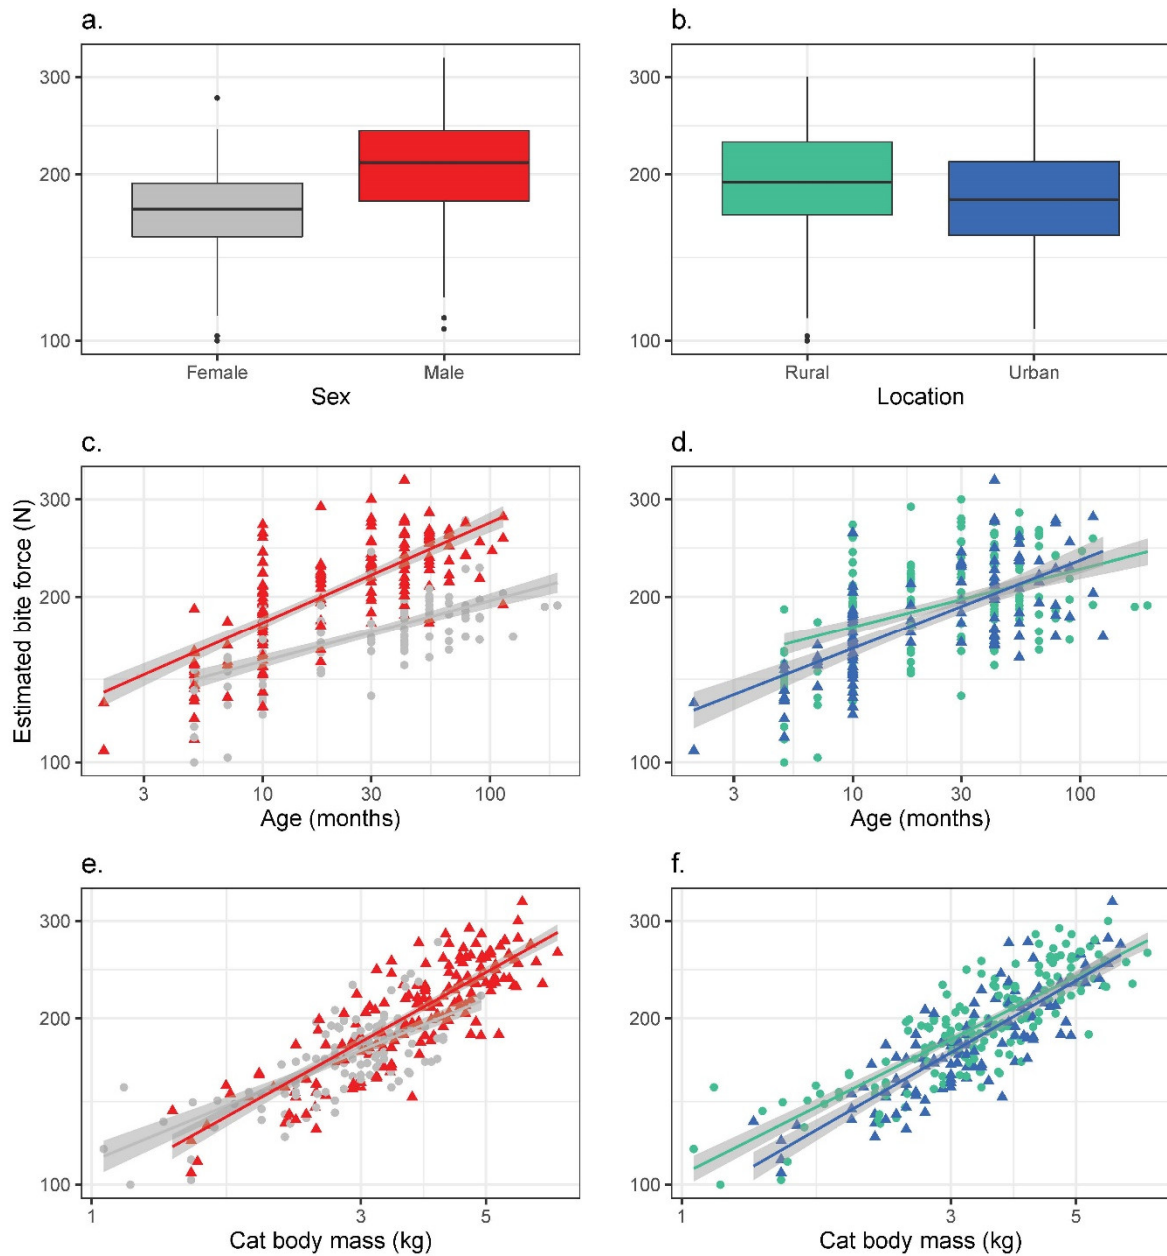 a.
b.
300
200
100
300
200
100
Female
Male
Rural
Urban
Sex
Location
c.
d.
Estimated bite force (N)
300
200
100
300
200
100
3
10
30
100
3
10
30
100
Age (months)
Age (months)
e.
f.
300
200
100
300
200
100
1
3
5
1
3
5
Cat body mass (kg)
Cat body mass (kg)